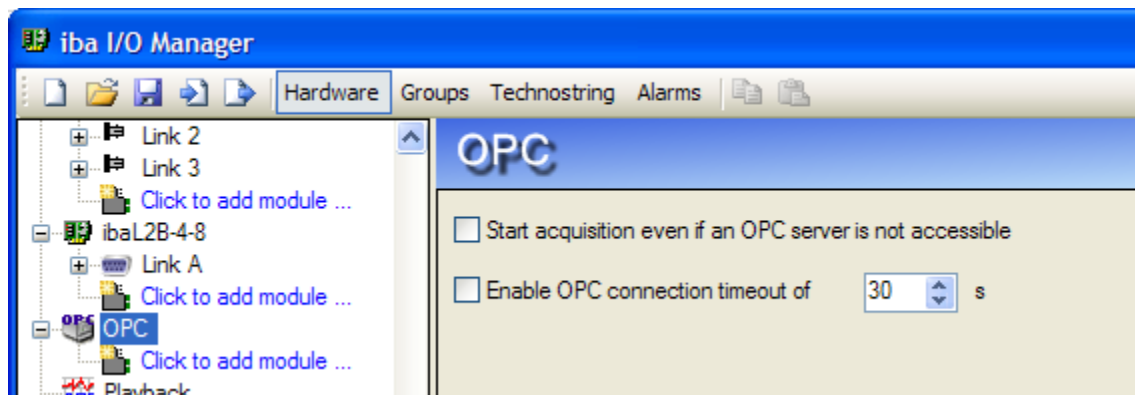 iba I/O Manager
Hardware Groups Technostring Alarms
Link 2
Link 3
Click to add module ...
ibaL2B-4-8
Link A
Click to add module ...
OPC
OPC
Click to add module ...
Playback
OPC
Start acquisition even if an OPC server is not accessible
Enable OPC connection timeout of 30 s